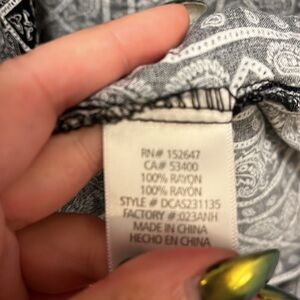 RN# 152647
CA# 53400
100% RAYON
100% RAYON
STYLE # DCAS231135
FACTORY #:023ANH
MADE IN CHINA
HECHO EN CHINA